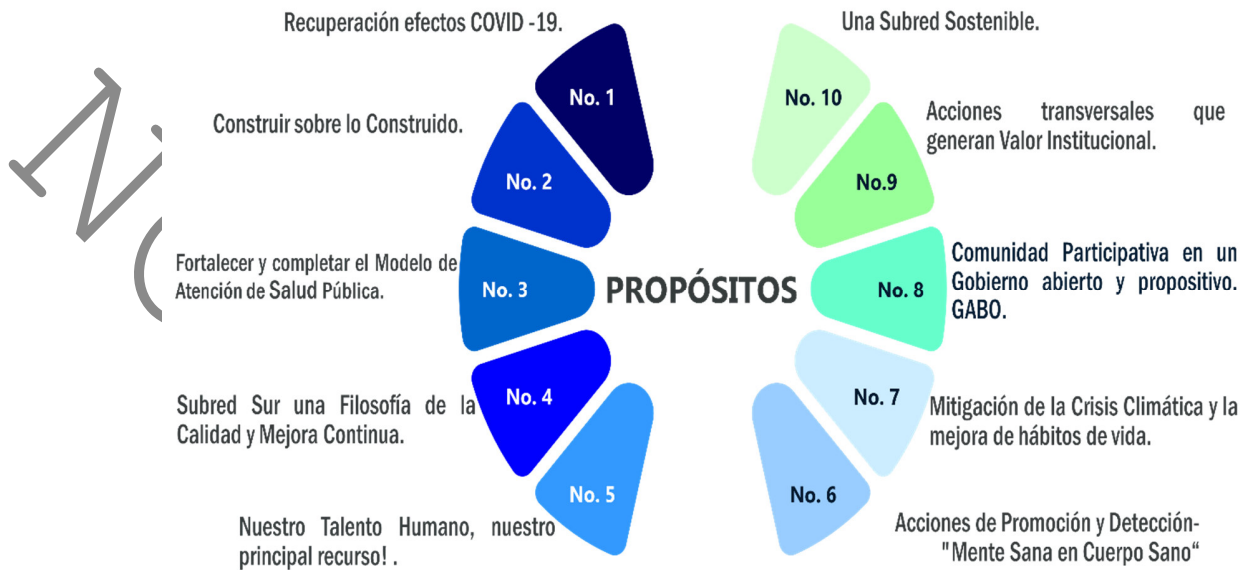 Recuperación efectos COVID -19.
No. 1
Construir sobre lo Construido.
No. 2
Fortalecer y completar el Modelo de
Atención de Salud Pública.
No. 3
Subred Sur una Filosofía de la
Calidad y Mejora Continua.
No. 4
Nuestro Talento Humano, nuestro
principal recurso! .
No. 5
PROPÓSITOS
Una Subred Sostenible.
No. 10
Acciones transversales que
generan Valor Institucional.
No.9
Comunidad Participativa en un
Gobierno abierto y propositivo.
GABO.
No. 8
Mitigación de la Crisis Climática y la
mejora de hábitos de vida.
No. 7
Acciones de Promoción y Detección-
"Mente Sana en Cuerpo Sano“
No. 6